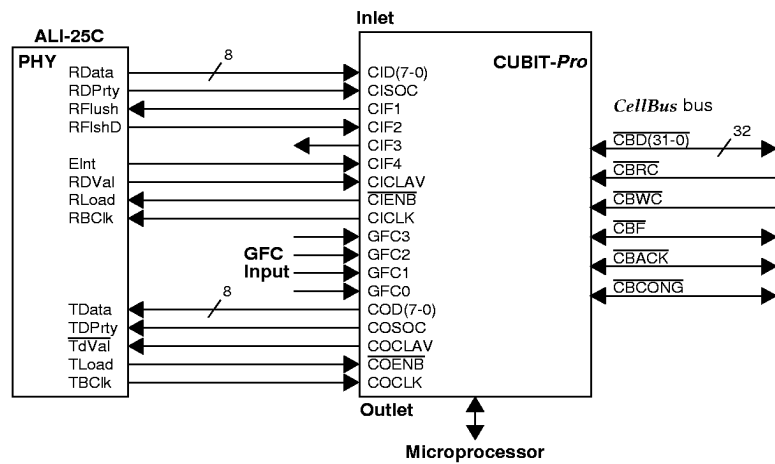 Inlet
ALI-25C
PHY
CUBIT-Pro
RData 8 CID(7-0)
RDPrty CISOC
RFlush CIF1
RFlshD CIF2
CIF3
EInt CIF4
RDVal CICLAV
RLoad CIENB
RBClk CICLK
GFC3
GFC Input
GFC2
GFC1
GFC0
TData 8 COD(7-0)
TDPrty COSOC
TdVal COCLAV
TLoad COENB
TBClk COCLK
CellBus bus
CBD(31-0) 32
CBRC
CBWC
CBF
CBACK
CBCONG
Outlet
Microprocessor